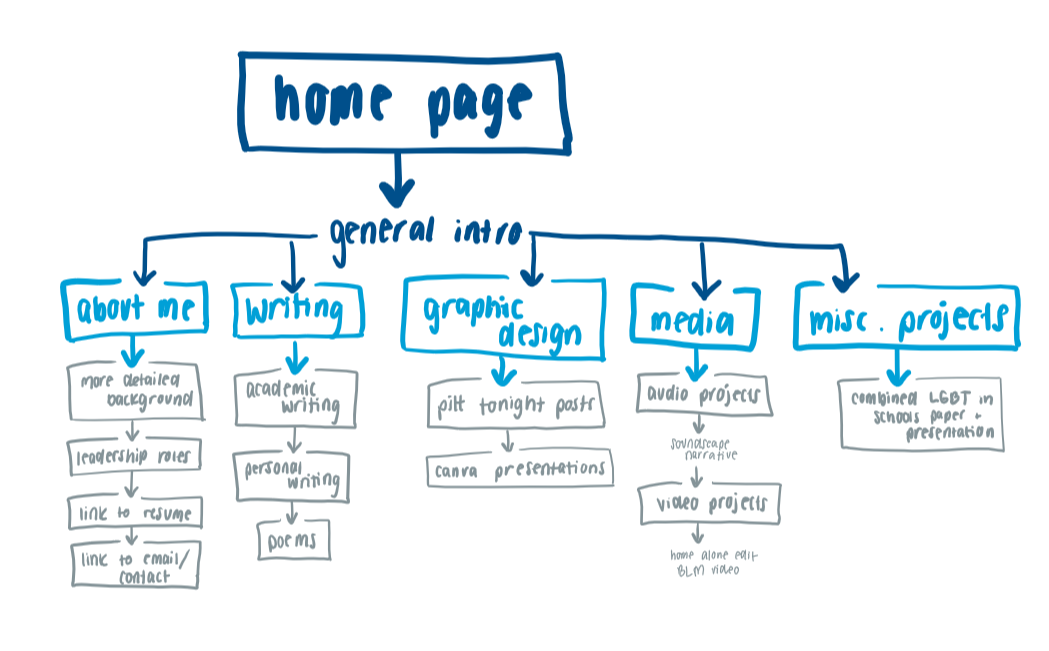 home page
general intro
about me
writing
graphic
design
media
misc. projects
more detailed
background
leadership roles
link to resume
link to email/
contact
academic
writing
personal
writing
poems
pitt tonight posts
canva presentations
audio projects
soundscape
narrative
video projects
home alone edit
BLM video
combined LGBT in
schools paper +
presentation